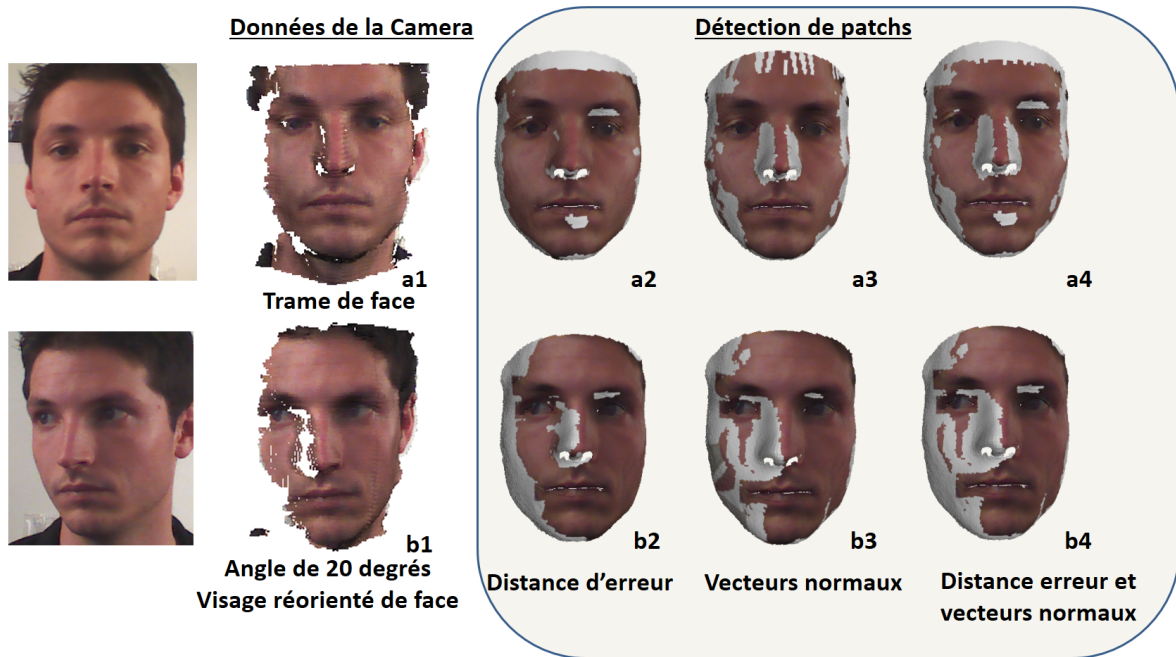 Données de la Camera
Détection de patchs
a1
a2
a3
a4
Trame de face
b1
b2
b3
b4
Angle de 20 degrés
Visage réorienté de face
Distance d'erreur
Vecteurs normaux
Distance erreur et
vecteurs normaux